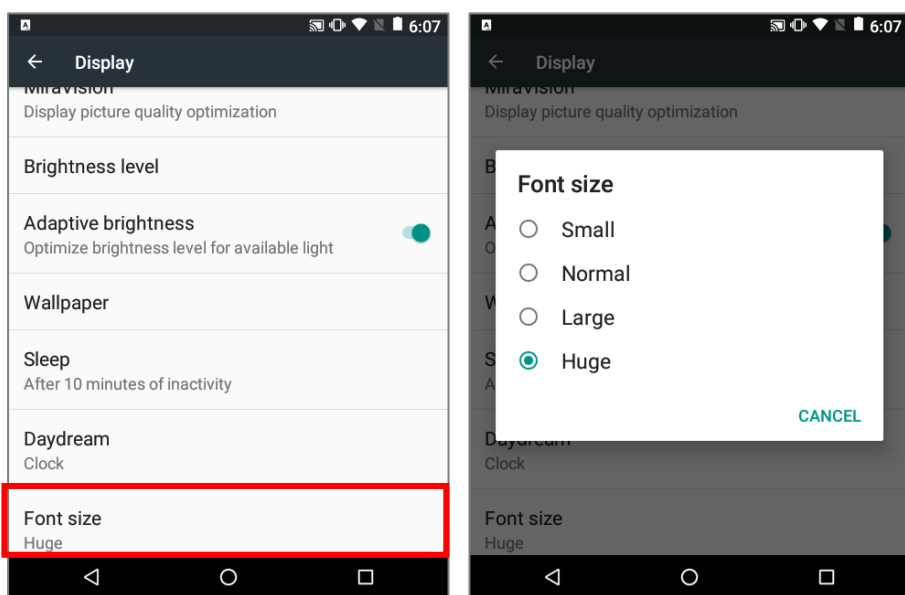 A
6:07
Display
MiraVision
Display picture quality optimization
Brightness level
Adaptive brightness
Optimize brightness level for available light
Wallpaper
Sleep
After 10 minutes of inactivity
Daydream
Clock
Font size
Huge
A
6:07
Display
MiraVision
Display picture quality optimization
B
Font size
A
Small
O
Normal
W
Large
S
Huge
A
CANCEL
Daydream
Clock
Font size
Huge